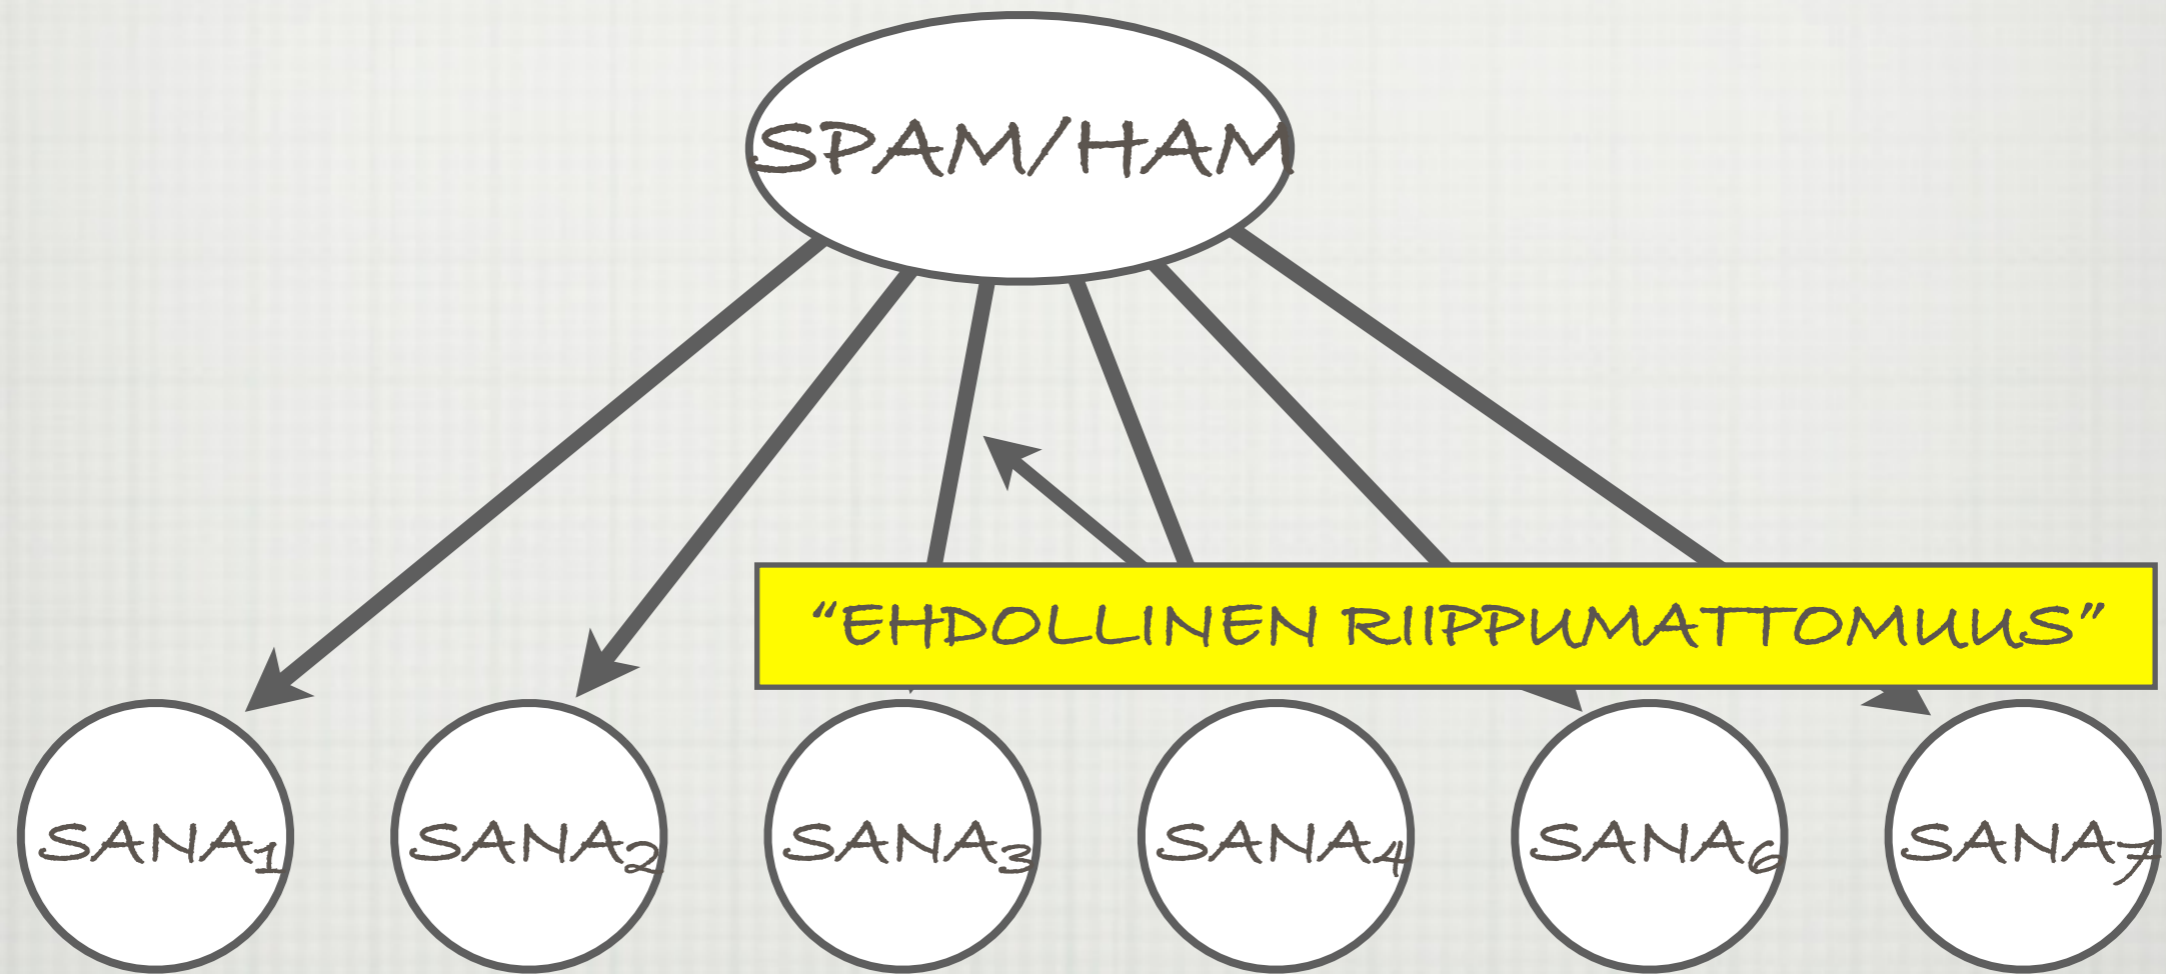 SPAM/HAM
“EHDOLLINEN RIIPPUMATTOMUUS”
SANA₁ SANA₂ SANA₃ SANA₄ SANA₆ SANA₇